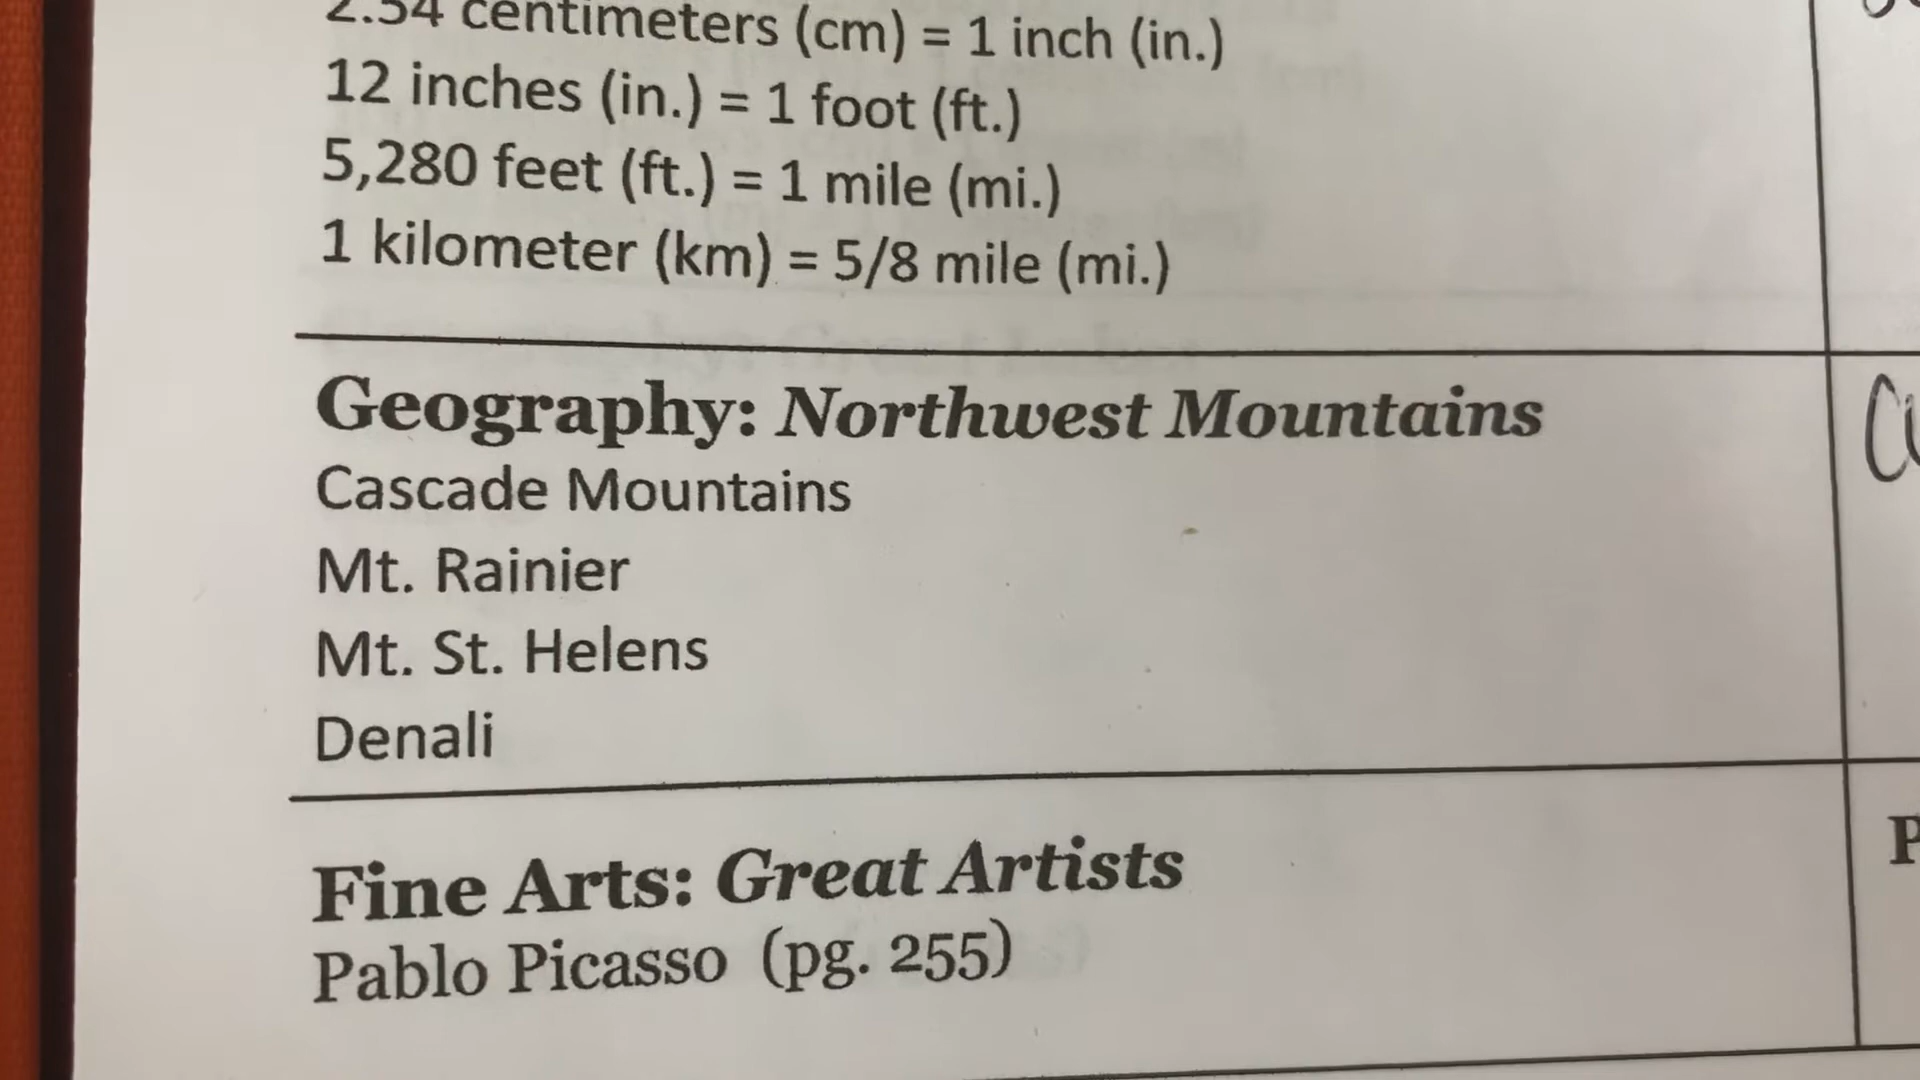 2.54 centimeters (cm) = 1 inch (in.)
12 inches (in.) = 1 foot (ft.)
5,280 feet (ft.) = 1 mile (mi.)
1 kilometer (km) = 5/8 mile (mi.)
Geography: Northwest Mountains
Cascade Mountains
Mt. Rainier
Mt. St. Helens
Denali
Fine Arts: Great Artists
Pablo Picasso (pg. 255)